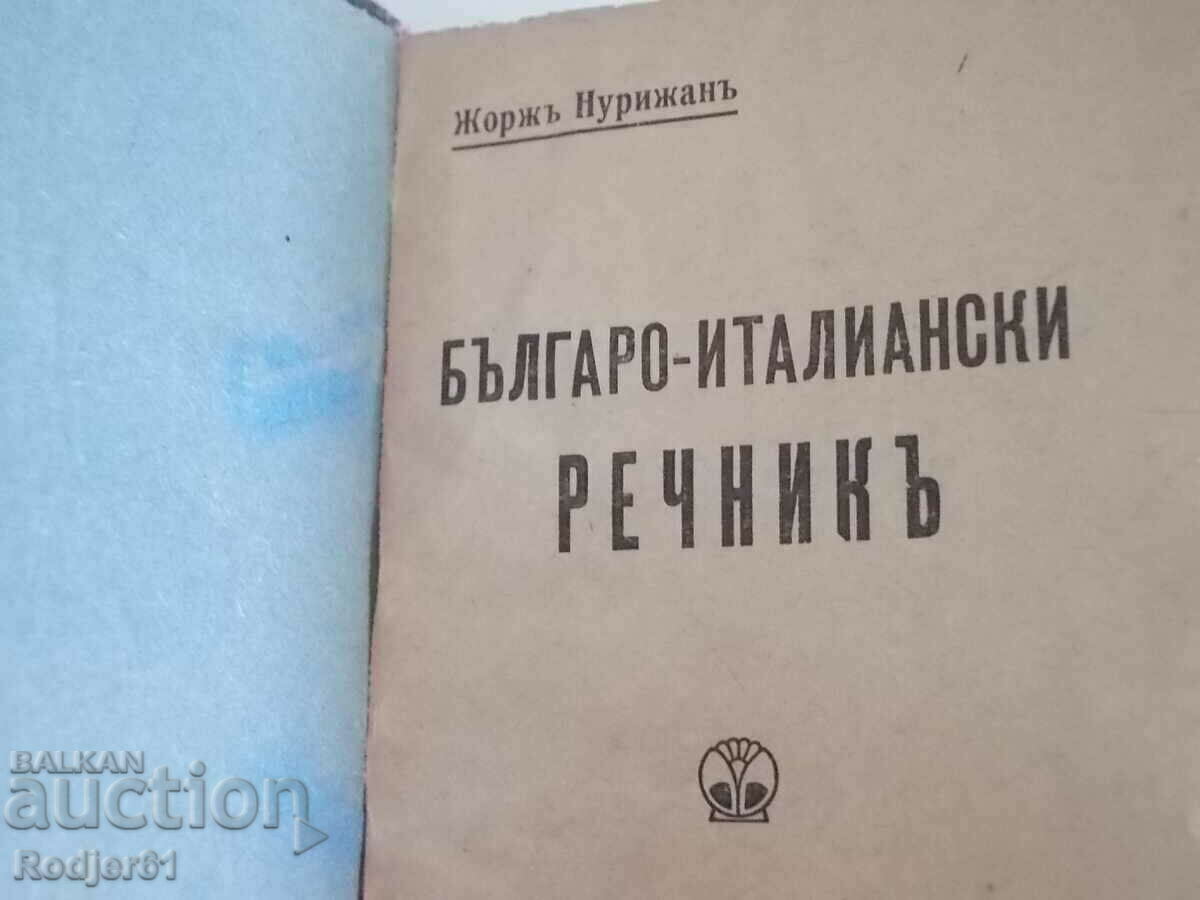 Жоржъ Нурижанъ
БЪЛГАРО-ИТАЛИАНСКИ
РЕЧНИКЪ
BALKAN
auction
Rodjer61